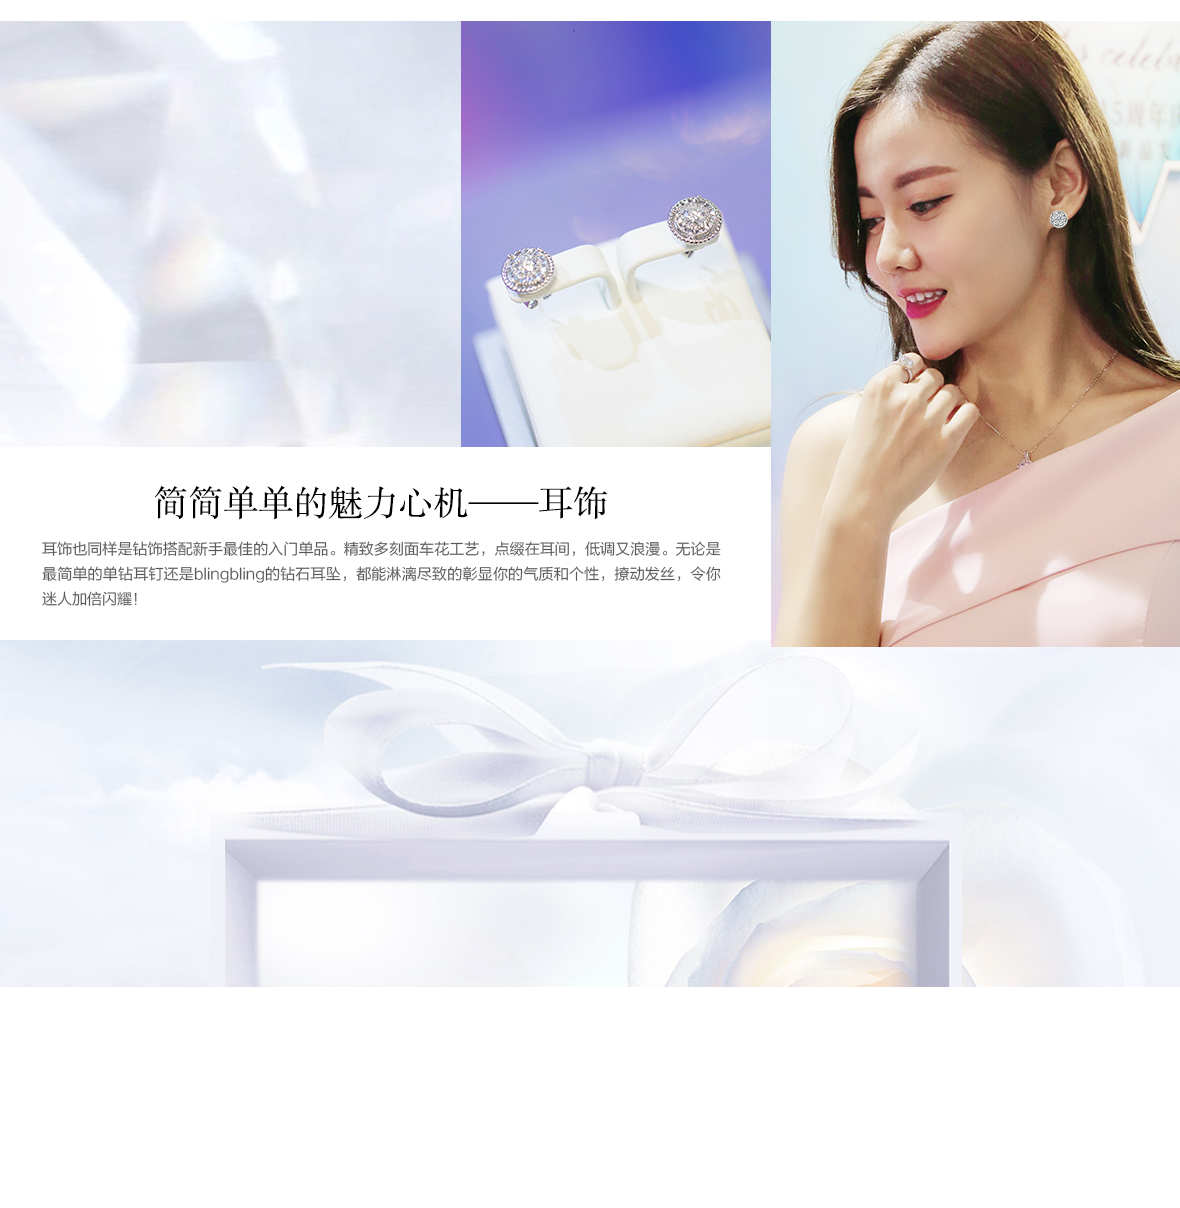 s celeb
5周年
简简单单的魅力心机——耳饰
耳饰也同样是钻饰搭配新手最佳的入门单品。精致多刻面车花工艺，点缀在耳间，低调又浪漫。无论是
最简单的单钻耳钉还是blingbling的钻石耳坠，都能淋漓尽致的彰显你的气质和个性，撩动发丝，令你
迷人加倍闪耀！